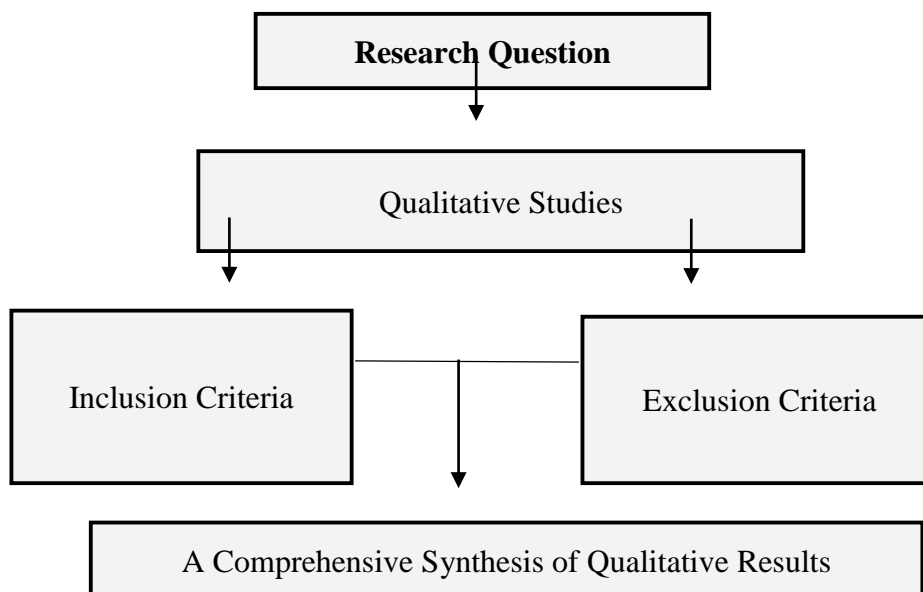 Research Question
Qualitative Studies
Inclusion Criteria
Exclusion Criteria
A Comprehensive Synthesis of Qualitative Results